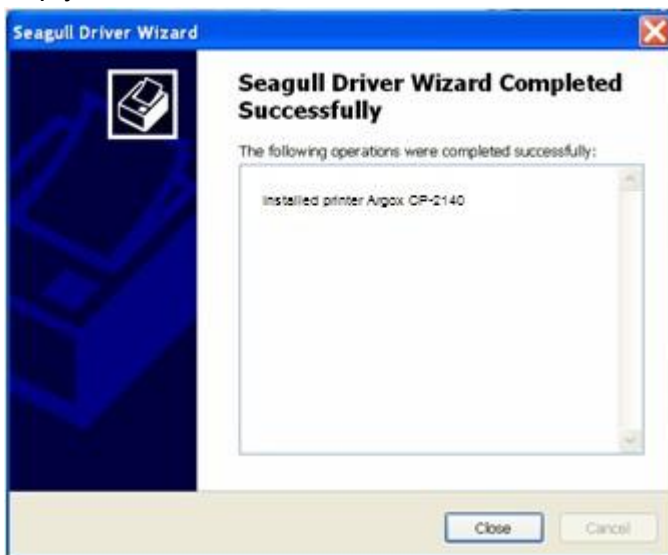 Seagull Driver Wizard
Seagull Driver Wizard Completed
Successfully
The following operations were completed successfully:
Installed printer Argox CP-2140
Close
Cancel